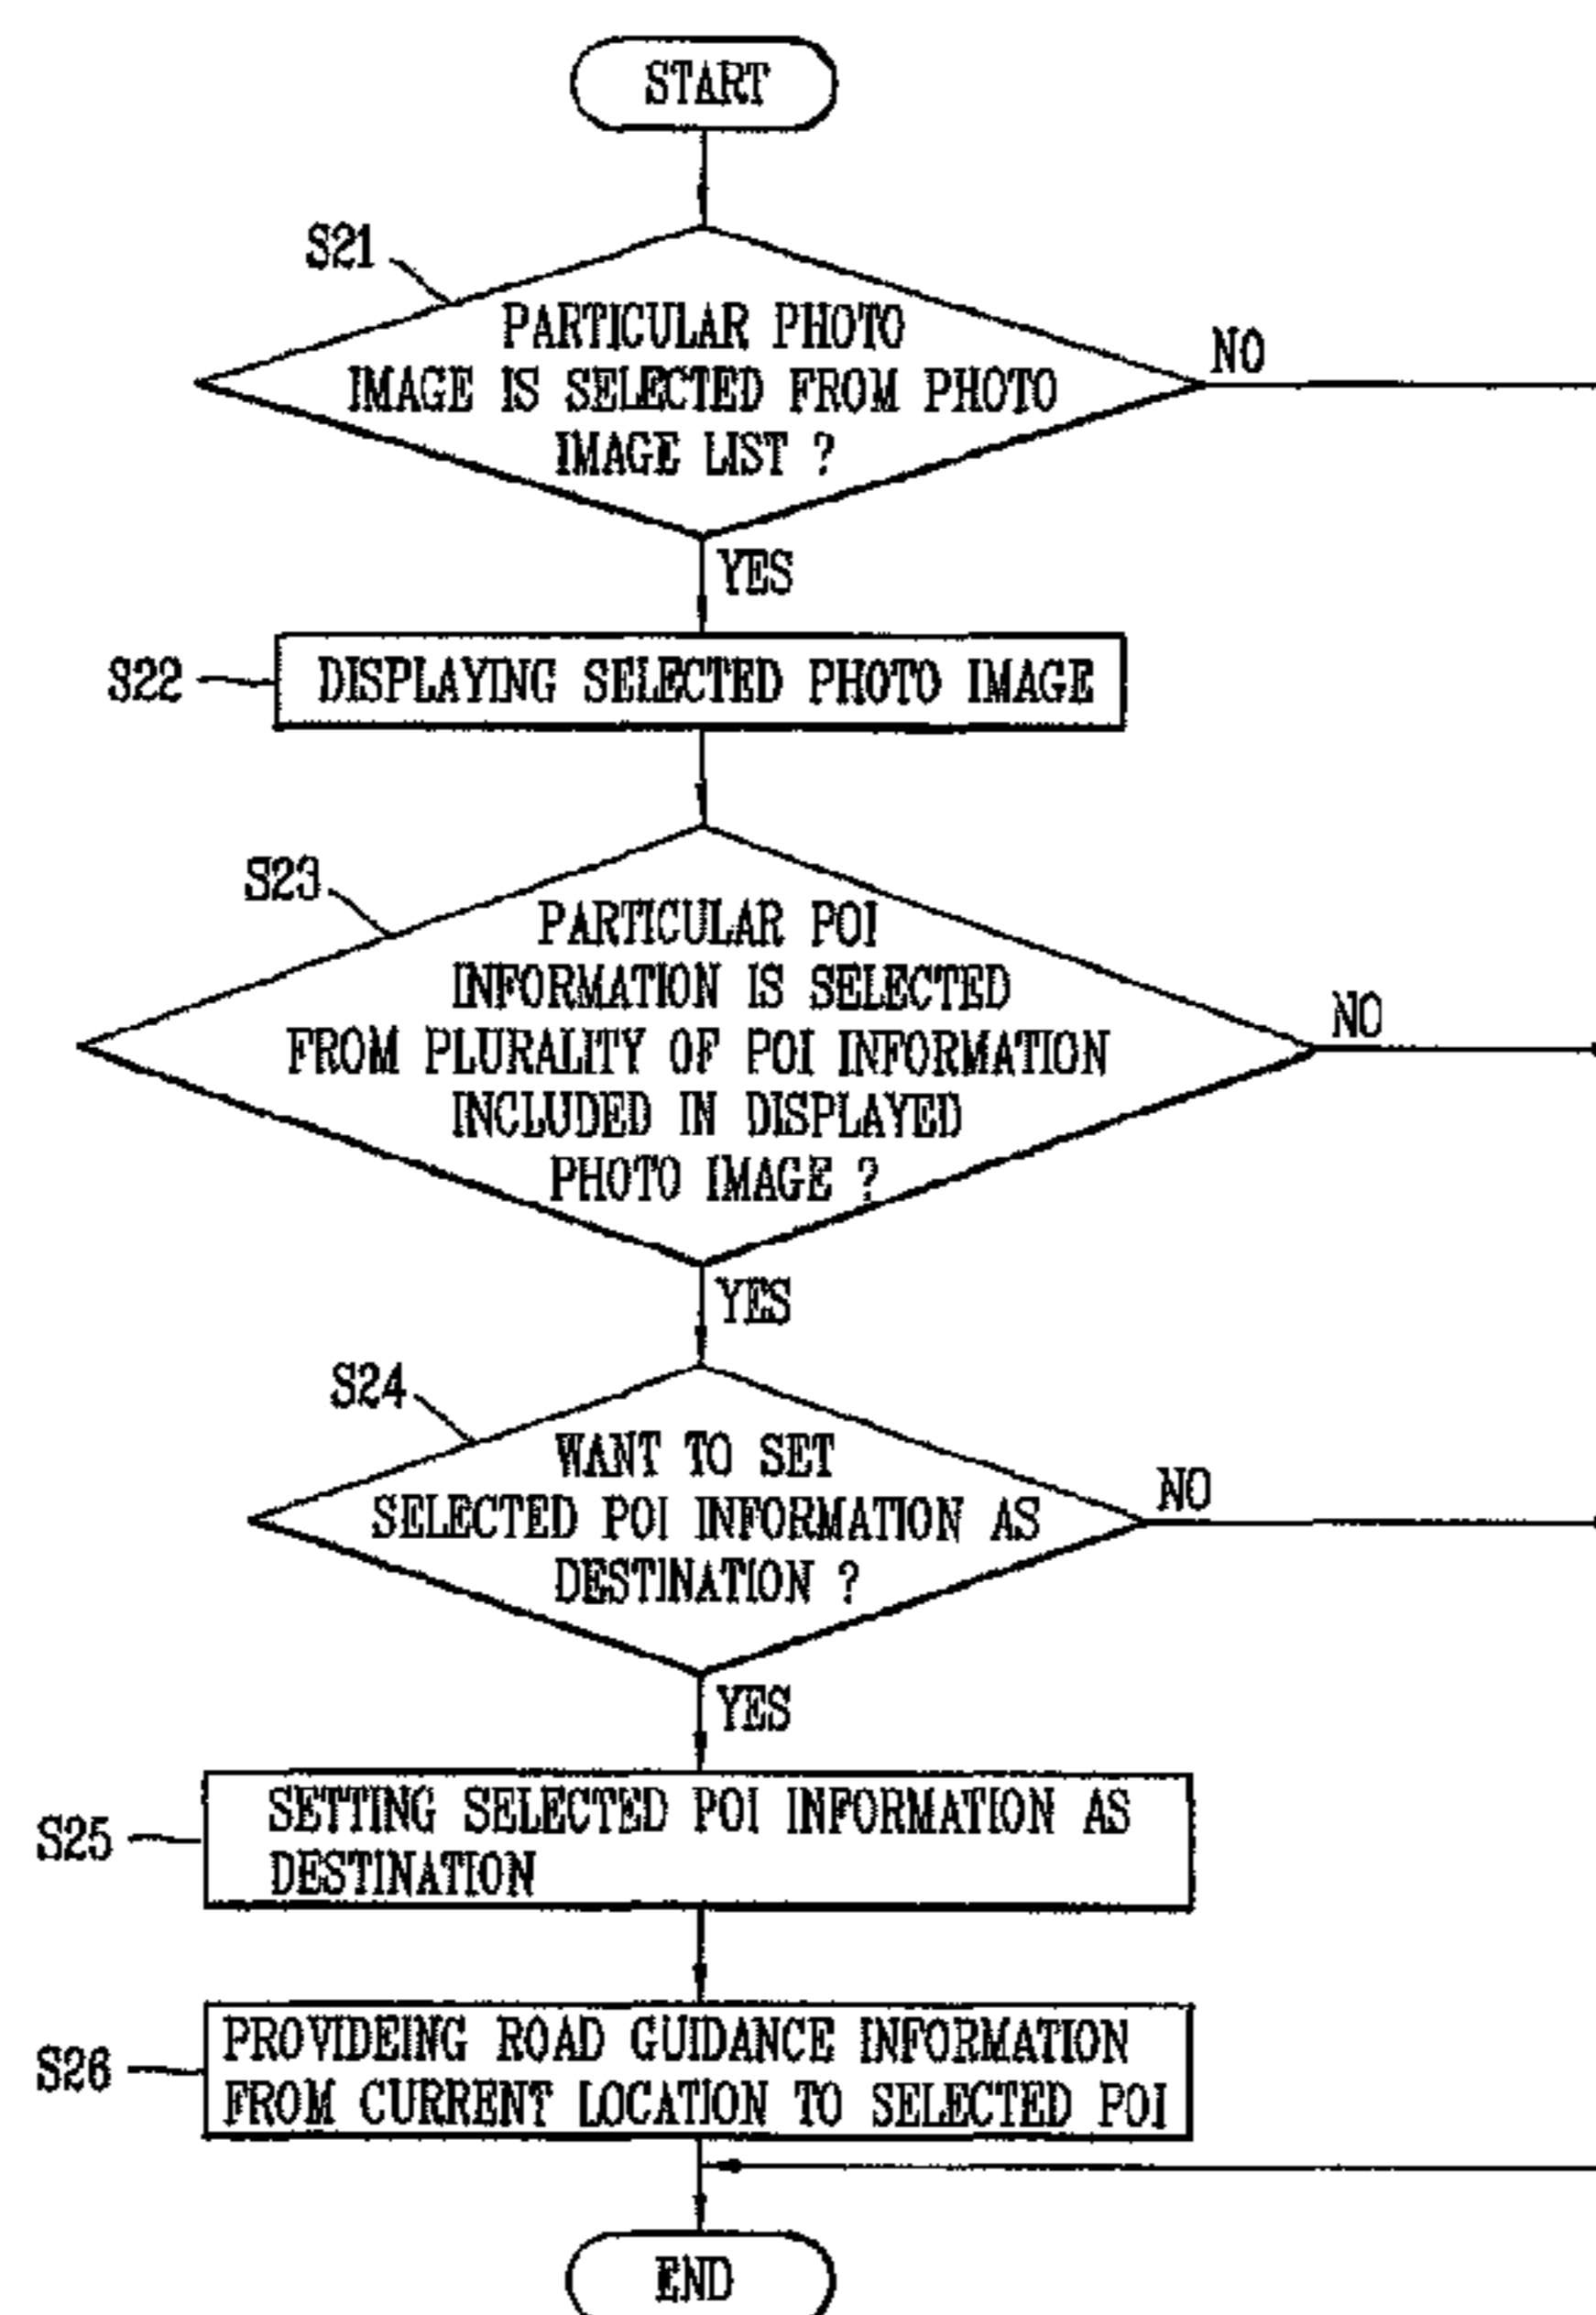 START
S21
PARTICULAR PHOTO
IMAGE IS SELECTED FROM PHOTO
IMAGE LIST ?
NO
YES
S22
DISPLAYING SELECTED PHOTO IMAGE
S23
PARTICULAR POI
INFORMATION IS SELECTED
FROM PLURALITY OF POI INFORMATION
INCLUDED IN DISPLAYED
PHOTO IMAGE ?
NO
YES
S24
WANT TO SET
SELECTED POI INFORMATION AS
DESTINATION ?
NO
YES
S25
SETTING SELECTED POI INFORMATION AS
DESTINATION
S26
PROVIDEING ROAD GUIDANCE INFORMATION
FROM CURRENT LOCATION TO SELECTED POI
END